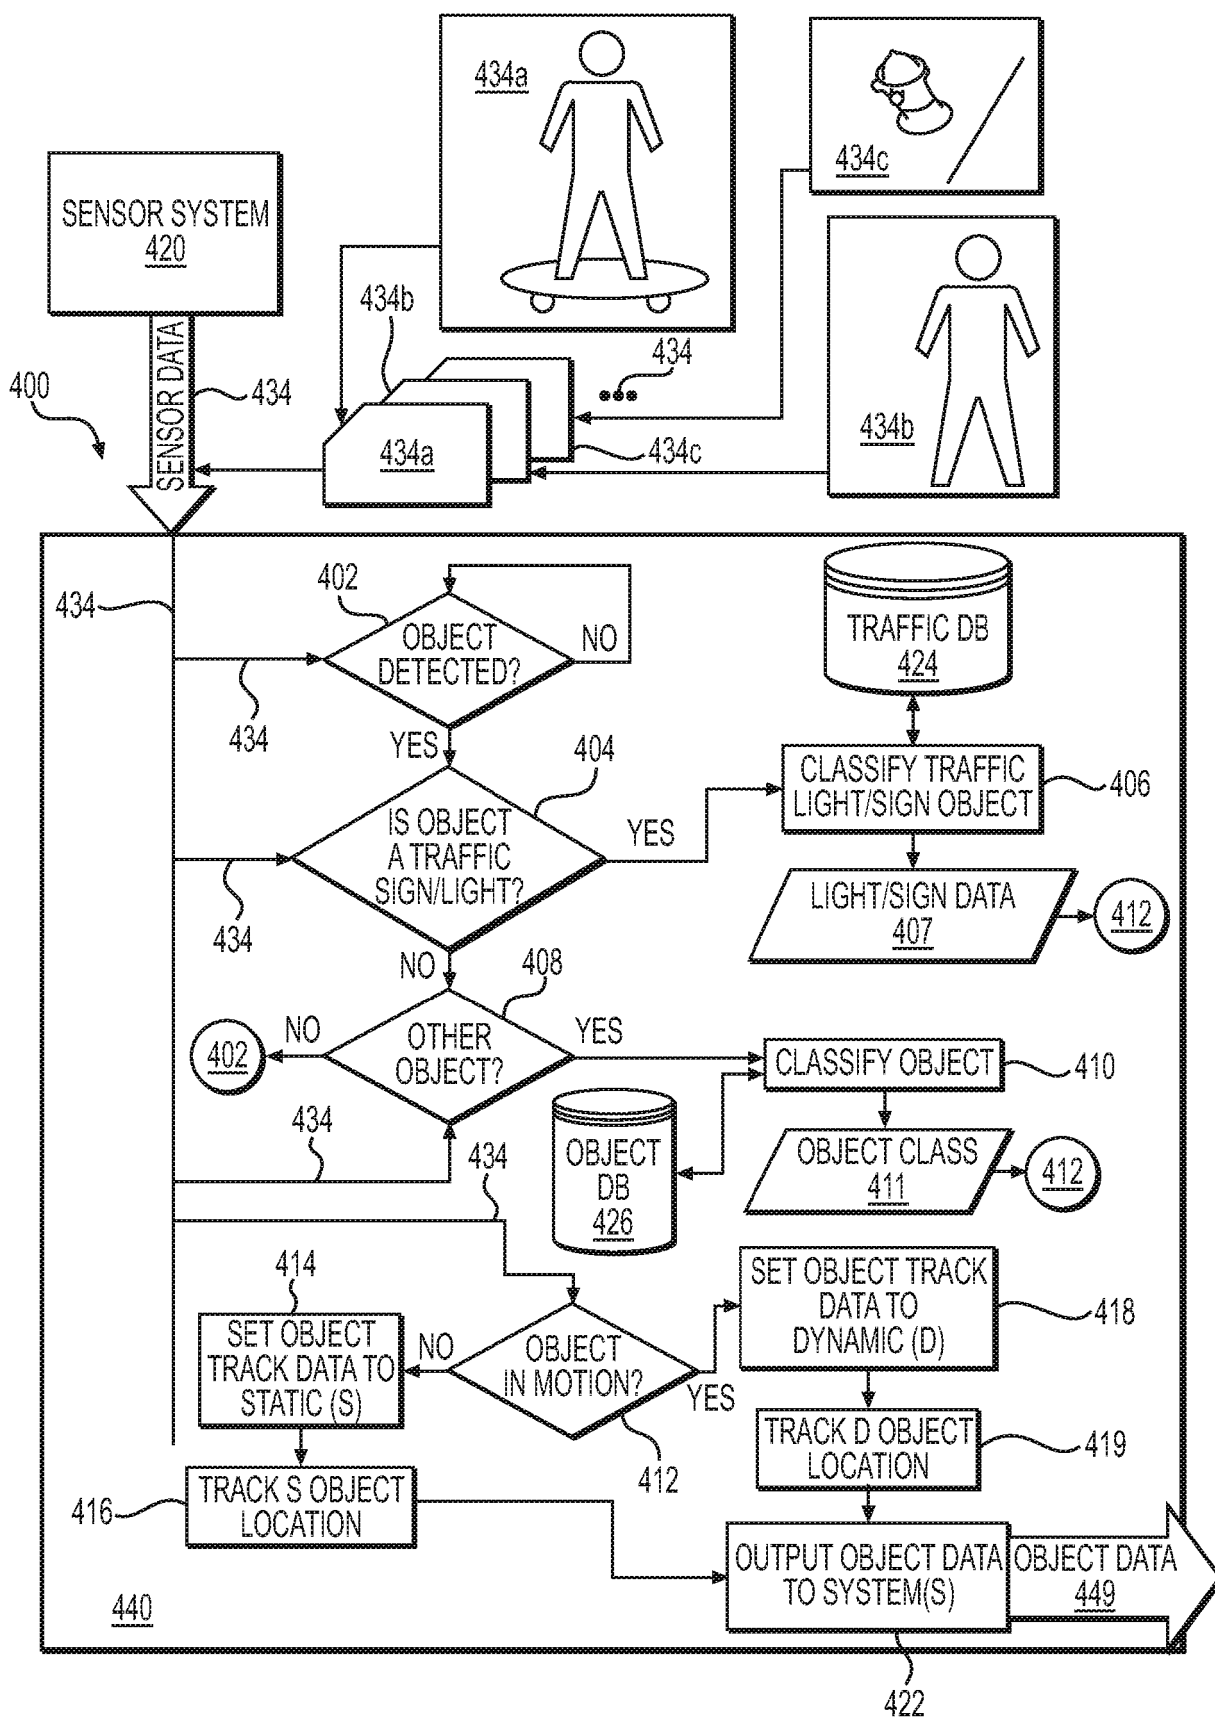 434a
434c
SENSOR SYSTEM
420
434b
434
SENSOR DATA
434
400
434a
434c
434b
402
434
OBJECT
DETECTED?
NO
TRAFFIC DB
424
434
YES
404
CLASSIFY TRAFFIC
LIGHT/SIGN OBJECT
406
IS OBJECT
A TRAFFIC
SIGN/LIGHT?
YES
434
LIGHT/SIGN DATA
407
412
NO
408
NO
402
OTHER
OBJECT?
YES
CLASSIFY OBJECT
410
434
434
OBJECT
DB
426
OBJECT CLASS
411
412
414
SET OBJECT
TRACK DATA TO
STATIC (S)
NO
OBJECT
IN MOTION?
YES
SET OBJECT TRACK
DATA TO
DYNAMIC (D)
418
412
TRACK D OBJECT
LOCATION
419
416
TRACK S OBJECT
LOCATION
OUTPUT OBJECT DATA
TO SYSTEM(S)
OBJECT DATA
449
440
422